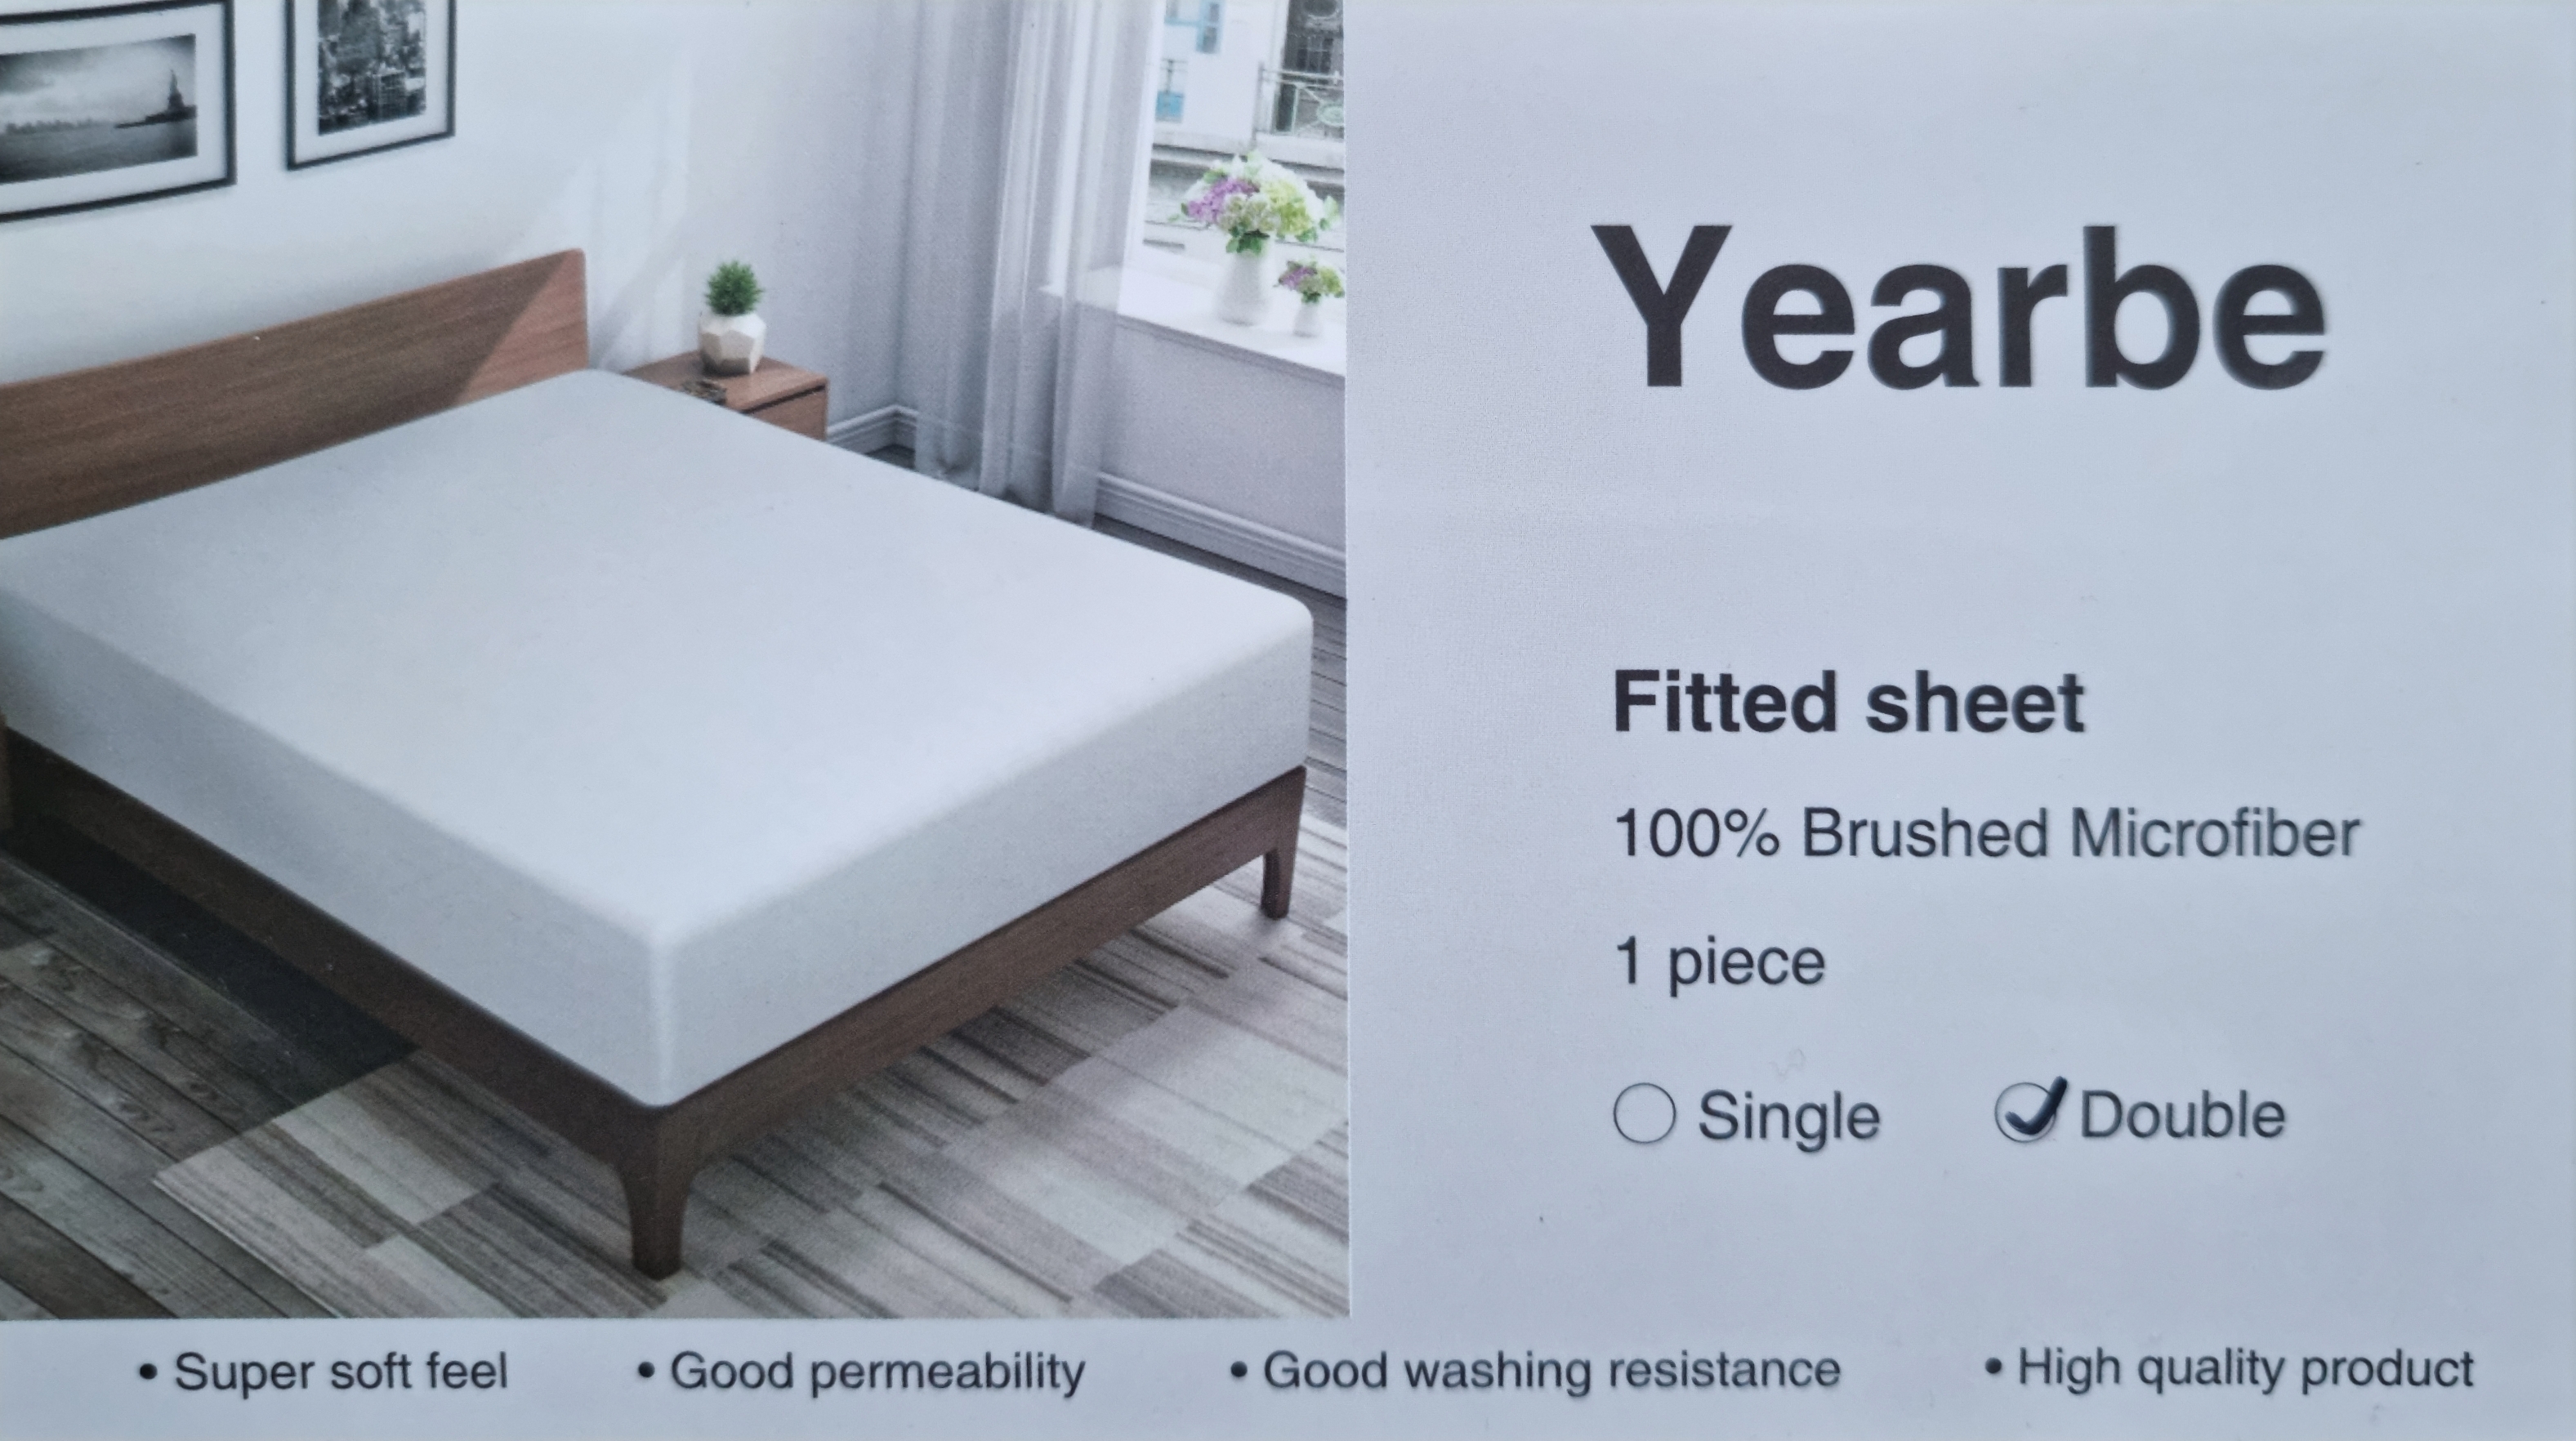 Yearbe
Fitted sheet
100% Brushed Microfiber
1 piece
Single Double
• Super soft feel • Good permeability • Good washing resistance • High quality product